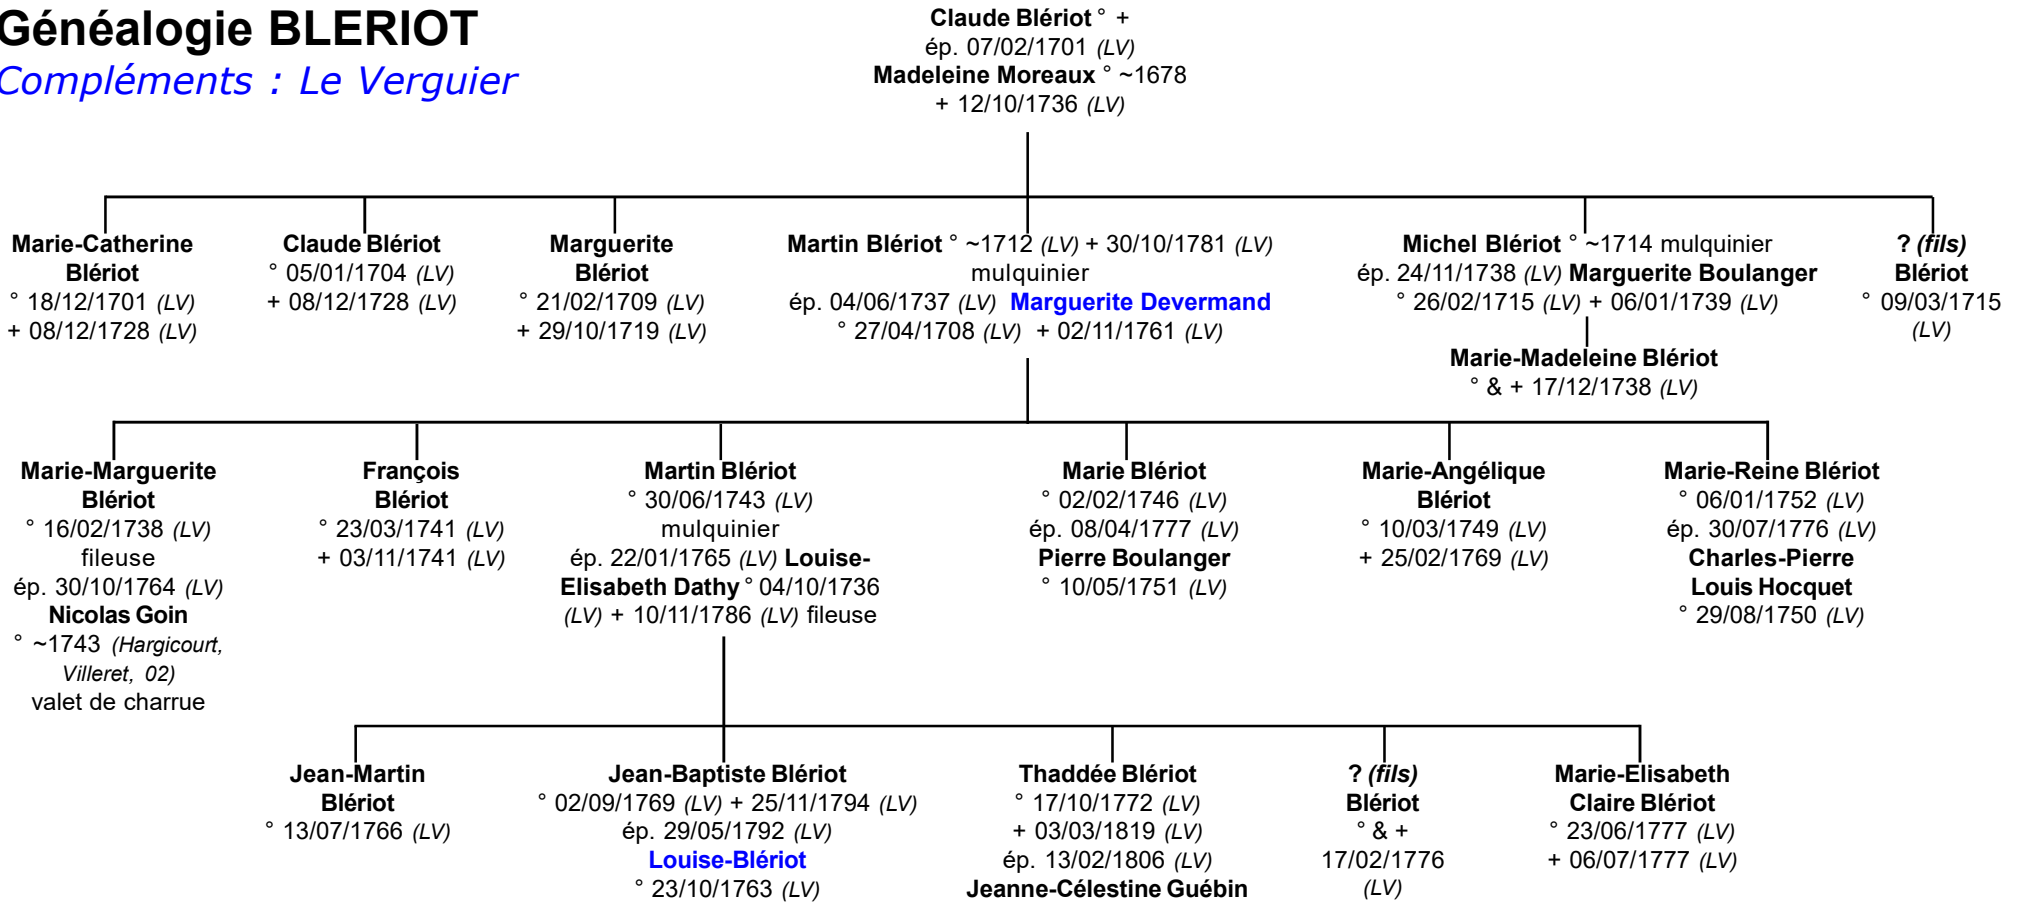 Généalogie BLERIOT
Compléments : Le Verguier
Claude Blériot ° +
ép. 07/02/1701 (LV)
Madeleine Moreaux ° ~1678
+ 12/10/1736 (LV)
Marie-Catherine
Blériot
° 18/12/1701 (LV)
+ 08/12/1728 (LV)
Claude Blériot
° 05/01/1704 (LV)
+ 08/12/1728 (LV)
Marguerite
Blériot
° 21/02/1709 (LV)
+ 29/10/1719 (LV)
Martin Blériot ° ~1712 (LV) + 30/10/1781 (LV)
mulquinier
ép. 04/06/1737 (LV) Marguerite Devermand
° 27/04/1708 (LV) + 02/11/1761 (LV)
Michel Blériot ° ~1714 mulquinier
ép. 24/11/1738 (LV) Marguerite Boulanger
° 26/02/1715 (LV) + 06/01/1739 (LV)
Marie-Madeleine Blériot
° & + 17/12/1738 (LV)
? (fils)
Blériot
° 09/03/1715
(LV)
Marie-Marguerite
Blériot
° 16/02/1738 (LV)
fileuse
ép. 30/10/1764 (LV)
Nicolas Goin
° ~1743 (Hargicourt,
Villeret, 02)
valet de charrue
François
Blériot
° 23/03/1741 (LV)
+ 03/11/1741 (LV)
Martin Blériot
° 30/06/1743 (LV)
mulquinier
ép. 22/01/1765 (LV) Louise-
Elisabeth Dathy ° 04/10/1736
(LV) + 10/11/1786 (LV) fileuse
Marie Blériot
° 02/02/1746 (LV)
ép. 08/04/1777 (LV)
Pierre Boulanger
° 10/05/1751 (LV)
Marie-Angélique
Blériot
° 10/03/1749 (LV)
+ 25/02/1769 (LV)
Marie-Reine Blériot
° 06/01/1752 (LV)
ép. 30/07/1776 (LV)
Charles-Pierre
Louis Hocquet
° 29/08/1750 (LV)
Jean-Martin
Blériot
° 13/07/1766 (LV)
Jean-Baptiste Blériot
° 02/09/1769 (LV) + 25/11/1794 (LV)
ép. 29/05/1792 (LV)
Louise-Blériot
° 23/10/1763 (LV)
Thaddée Blériot
° 17/10/1772 (LV)
+ 03/03/1819 (LV)
ép. 13/02/1806 (LV)
Jeanne-Célestine Guébin
? (fils)
Blériot
° & +
17/02/1776
(LV)
Marie-Elisabeth
Claire Blériot
° 23/06/1777 (LV)
+ 06/07/1777 (LV)